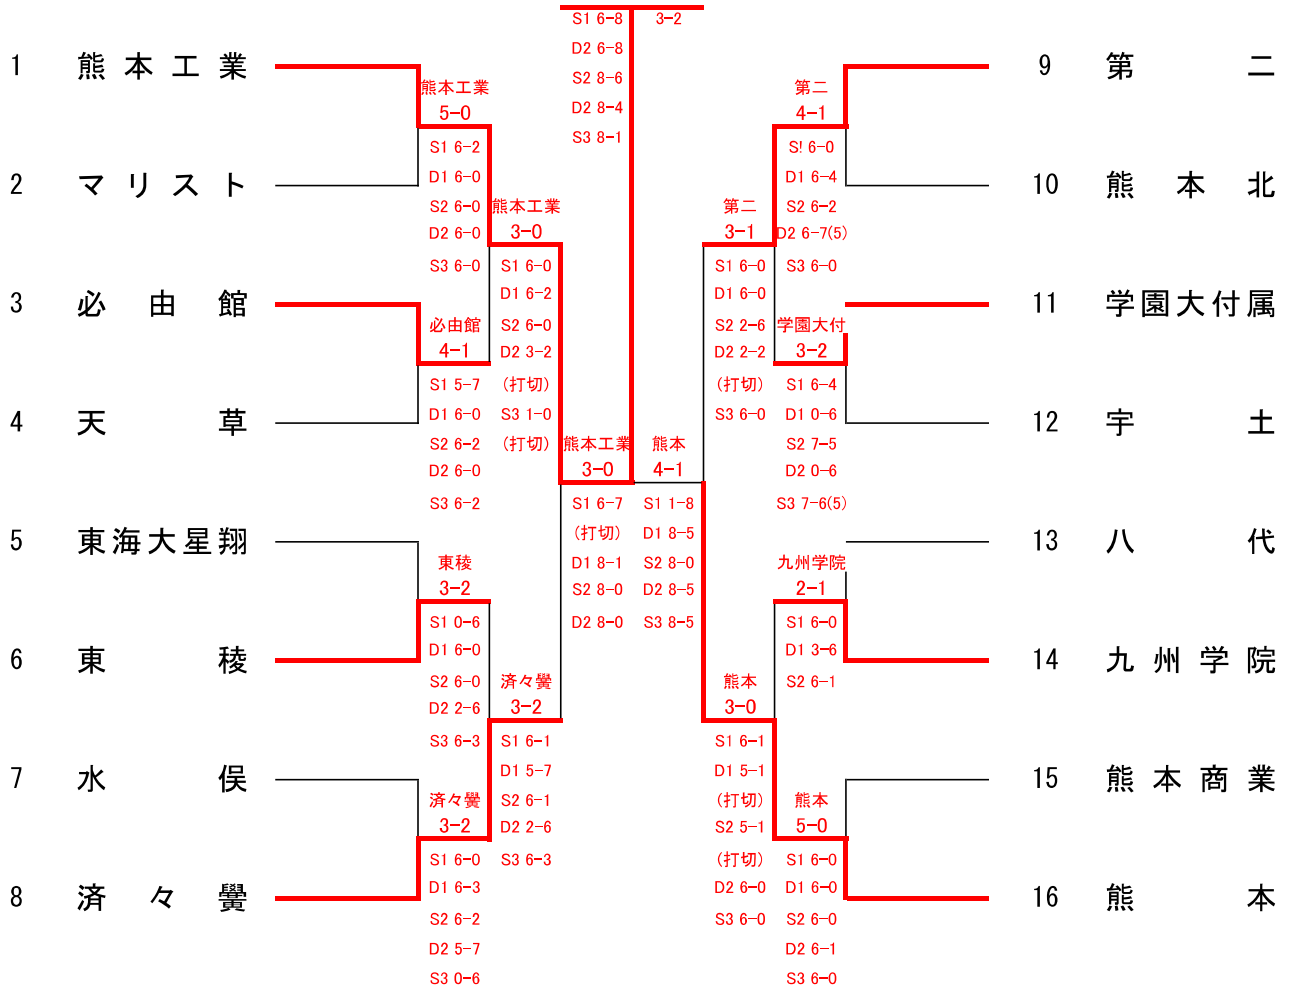 S1 6-8 3-2
D2 6-8
S2 8-6
D2 8-4
S3 8-1
1 熊本工業
熊本工業
5-0
S1 6-2
D1 6-0
S2 6-0
D2 6-0
S3 6-0
2 マリスト
熊本工業
3-0
S1 6-0
D1 6-2
S2 6-0
D2 3-2
(打切)
S3 1-0
(打切)
3 必由館
必由館
4-1
S1 5-7
D1 6-0
S2 6-2
D2 6-0
S3 6-2
4 天草
熊本工業
3-0
S1 6-7
(打切)
D1 8-1
S2 8-0
D2 8-0
5 東海大星翔
東稜
3-2
S1 0-6
D1 6-0
S2 6-0
D2 2-6
S3 6-3
6 東稜
済々黌
3-2
S1 6-1
D1 5-7
S2 6-1
D2 2-6
S3 6-3
7 水俣
済々黌
3-2
S1 6-0
D1 6-3
S2 6-2
D2 5-7
S3 0-6
8 済々黌
9 第二
第二
4-1
S! 6-0
D1 6-4
S2 6-2
D2 6-7(5)
S3 6-0
10 熊本北
第二
3-1
S1 6-0
D1 6-0
S2 2-6
D2 2-2
(打切)
S3 6-0
11 学園大付属
学園大付
3-2
S1 6-4
D1 0-6
S2 7-5
D2 0-6
S3 7-6(5)
12 宇土
熊本
4-1
S1 1-8
D1 8-5
S2 8-0
D2 8-5
S3 8-5
13 八代
九州学院
2-1
S1 6-0
D1 3-6
S2 6-1
14 九州学院
熊本
3-0
S1 6-1
D1 5-1
(打切)
S2 5-1
(打切)
D2 6-0
S3 6-0
15 熊本商業
熊本
5-0
S1 6-0
D1 6-0
S2 6-0
D2 6-1
S3 6-0
16 熊本